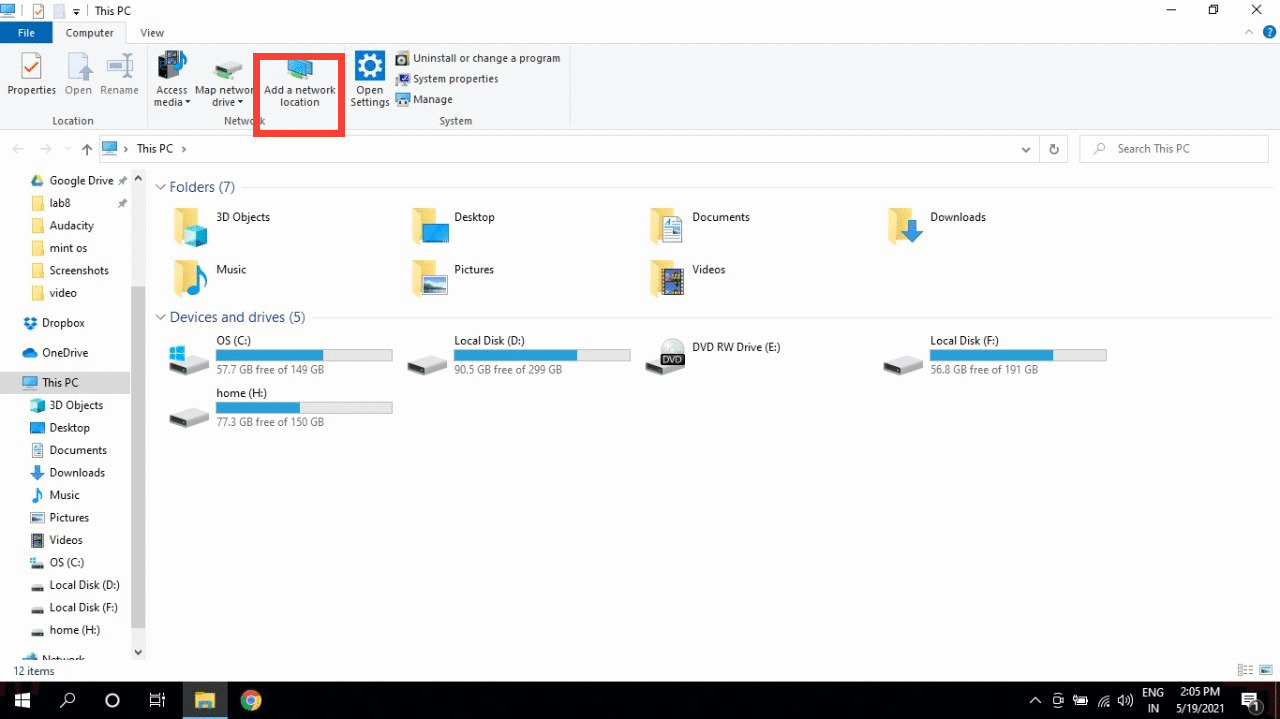 This PC
File
Computer
View
Properties
Open
Rename
Access
media
Map network
drive
Add a network
location
Open
Settings
Uninstall or change a program
System properties
Manage
Location
Network
System
This PC
Search This PC
Google Drive
lab8
Audacity
mint os
Screenshots
video
Dropbox
OneDrive
This PC
3D Objects
Desktop
Documents
Downloads
Music
Pictures
Videos
OS (C:)
Local Disk (D:)
Local Disk (F:)
home (H:)
Network
Folders (7)
3D Objects
Desktop
Documents
Downloads
Music
Pictures
Videos
Devices and drives (5)
OS (C:)
57.7 GB free of 149 GB
Local Disk (D:)
90.5 GB free of 299 GB
DVD
DVD RW Drive (E:)
Local Disk (F:)
56.8 GB free of 191 GB
home (H:)
77.3 GB free of 150 GB
12 items
ENG
IN
2:05 PM
5/19/2021
1